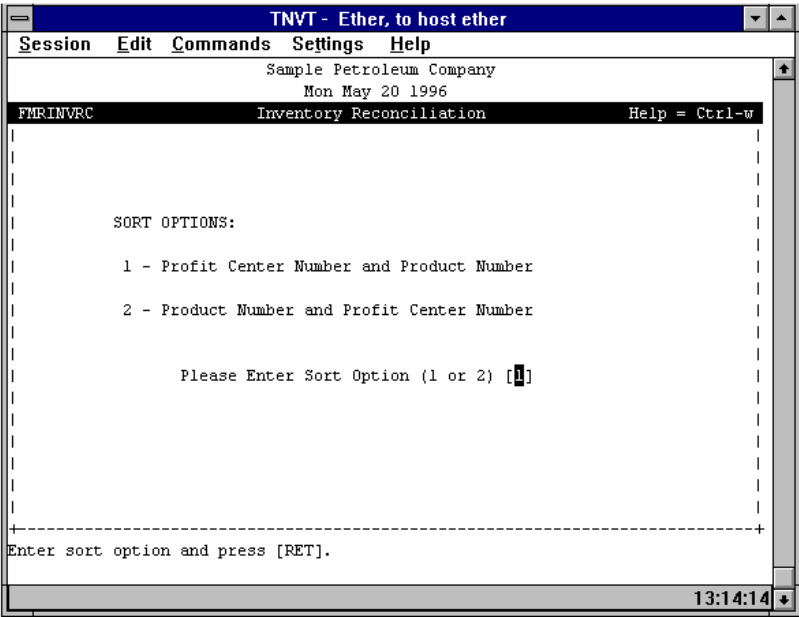 TNVT - Ether, to host ether
Session Edit Commands Settings Help
Sample Petroleum Company
Mon May 20 1996
FMRINVRC Inventory Reconciliation Help = Ctrl-w
SORT OPTIONS:
1 - Profit Center Number and Product Number
2 - Product Number and Profit Center Number
Please Enter Sort Option (1 or 2) [1]
Enter sort option and press [RET].
13:14:14